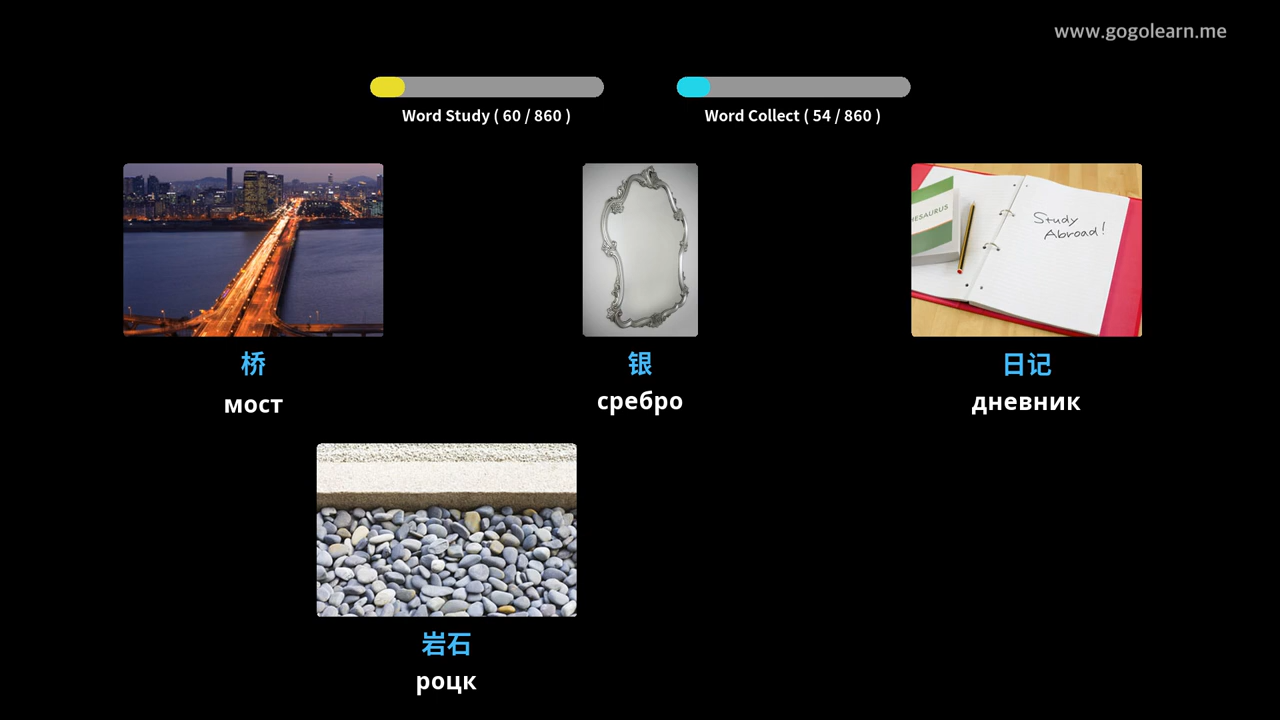 www.gogolearn.me
Word Study ( 60 / 860 )
Word Collect ( 54 / 860 )
ESAURUS
Study
Abroad!
桥
银
日记
мост
сребро
дневник
岩石
роцк